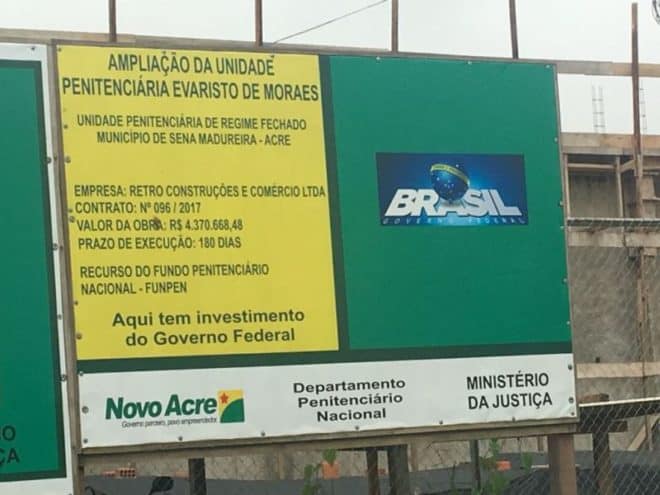 AMPLIAÇÃO DA UNIDADE
PENITENCIÁRIA EVARISTO DE MORAES
UNIDADE PENITENCIÁRIA DE REGIME FECHADO
MUNICÍPIO DE SENA MADUREIRA - ACRE
EMPRESA: RETRO CONSTRUÇÕES E COMÉRCIO LTDA
CONTRATO: Nº 096 / 2017
VALOR DA OBRA: R$ 4.370.668,48
PRAZO DE EXECUÇÃO: 180 DIAS
RECURSO DO FUNDO PENITENCIÁRIO
NACIONAL - FUNPEN
Aqui tem investimento
do Governo Federal
BRASIL
GOVERNO FEDERAL
Novo Acre
Governo parceiro, povo empreendedor
Departamento
Penitenciário
Nacional
MINISTÉRIO
DA JUSTIÇA